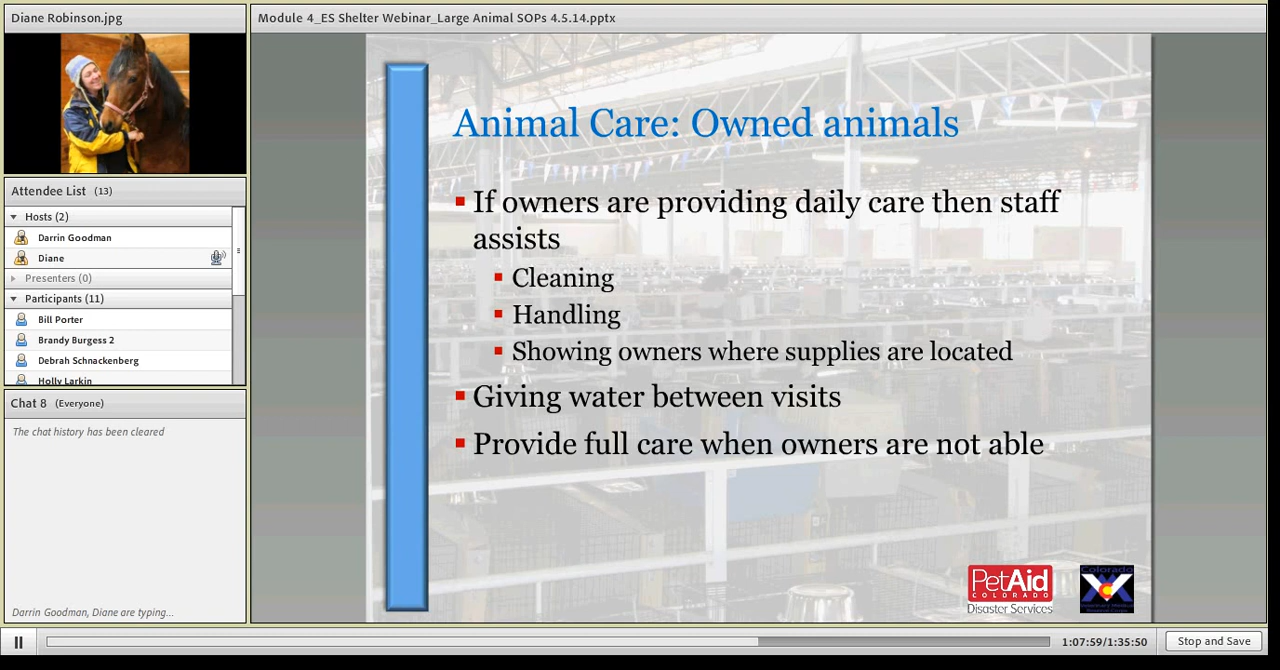 Diane Robinson.jpg
Attendee List (13)
Hosts (2)
Darrin Goodman
Diane
Presenters (0)
Participants (11)
Bill Porter
Brandy Burgess 2
Debrah Schnackenberg
Holly Larkin
Chat 8 (Everyone)
The chat history has been cleared
Darrin Goodman, Diane are typing...
Module 4_ES Shelter Webinar_Large Animal SOPs 4.5.14.pptx
Animal Care: Owned animals
If owners are providing daily care then staff
assists
Cleaning
Handling
Showing owners where supplies are located
Giving water between visits
Provide full care when owners are not able
PetAid
COLORADO
Disaster Services
Colorado
1:07:59/1:35:50
Stop and Save